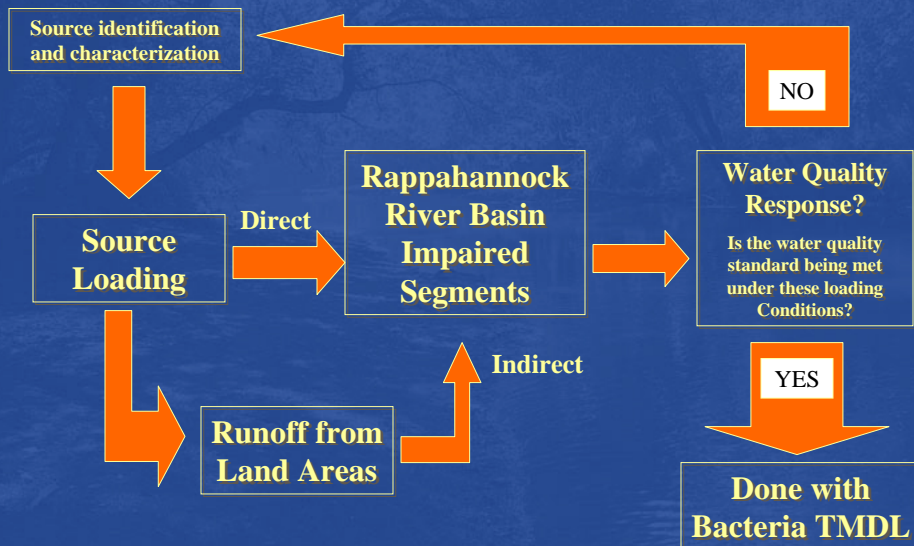 Source identification
and characterization
NO
Source
Loading
Direct
Rappahannock
River Basin
Impaired
Segments
Water Quality
Response?
Is the water quality
standard being met
under these loading
Conditions?
Indirect
YES
Runoff from
Land Areas
Done with
Bacteria TMDL